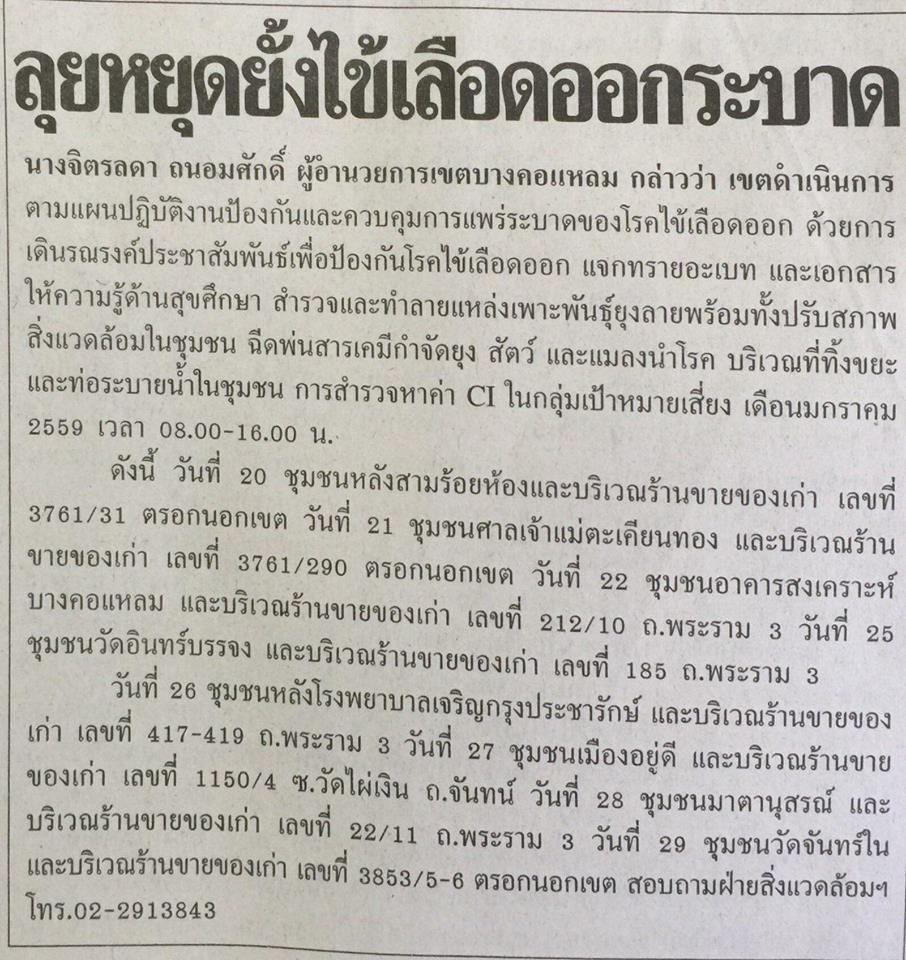 ลุยหยุดยั้งไข้เลือดออกระบาด
นางจิตรลดา ถนอมศักดิ์ ผู้อำนวยการเขตบางคอแหลม กล่าวว่า เขตดำเนินการ
ตามแผนปฏิบัติงานป้องกันและควบคุมการแพร่ระบาดของโรคไข้เลือดออก ด้วยการ
เดินรณรงค์ประชาสัมพันธ์เพื่อป้องกันโรคไข้เลือดออก แจกทรายอะเบท และเอกสาร
ให้ความรู้ด้านสุขศึกษา สำรวจและทำลายแหล่งเพาะพันธุ์ยุงลายพร้อมทั้งปรับสภาพ
สิ่งแวดล้อมในชุมชน ฉีดพ่นสารเคมีกำจัดยุง สัตว์ และแมลงนำโรค บริเวณที่ทิ้งขยะ
และท่อระบายน้ำในชุมชน การสำรวจหาค่า CI ในกลุ่มเป้าหมายเสี่ยง เดือนมกราคม
2559 เวลา 08.00-16.00 น.
ดังนี้ วันที่ 20 ชุมชนหลังสามร้อยห้องและบริเวณร้านขายของเก่า เลขที่
3761/31 ตรอกนอกเขต วันที่ 21 ชุมชนศาลเจ้าแม่ตะเคียนทอง และบริเวณร้าน
ขายของเก่า เลขที่ 3761/290 ตรอกนอกเขต วันที่ 22 ชุมชนอาคารสงเคราะห์
บางคอแหลม และบริเวณร้านขายของเก่า เลขที่ 212/10 ถ.พระราม 3 วันที่ 25
ชุมชนวัดอินทร์บรรจง และบริเวณร้านขายของเก่า เลขที่ 185 ถ.พระราม 3
วันที่ 26 ชุมชนหลังโรงพยาบาลเจริญกรุงประชารักษ์ และบริเวณร้านขายของ
เก่า เลขที่ 417-419 ถ.พระราม 3 วันที่ 27 ชุมชนเมืองอยู่ดี และบริเวณร้านขาย
ของเก่า เลขที่ 1150/4 ซ.วัดไผ่เงิน ถ.จันทน์ วันที่ 28 ชุมชนมาตานุสรณ์ และ
บริเวณร้านขายของเก่า เลขที่ 22/11 ถ.พระราม 3 วันที่ 29 ชุมชนวัดจันทร์ใน
และบริเวณร้านขายของเก่า เลขที่ 3853/5-6 ตรอกนอกเขต สอบถามฝ่ายสิ่งแวดล้อมฯ
โทร.02-2913843